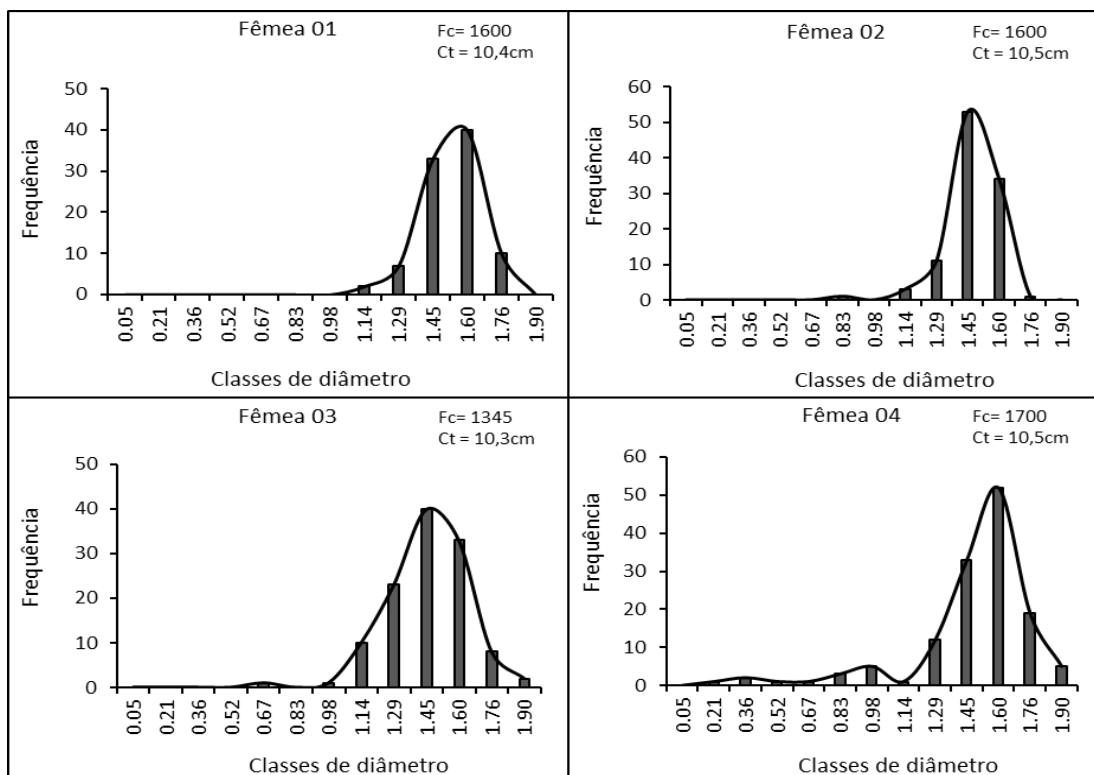 Fêmea 01
Fc= 1600
Ct = 10,4cm
50
40
30
20
10
0
Frequência
0.05 0.21 0.36 0.52 0.67 0.83 0.98 1.14 1.29 1.45 1.60 1.76 1.90
Classes de diâmetro
Fêmea 02
Fc= 1600
Ct = 10,5cm
60
50
40
30
20
10
0
Frequência
0.05 0.21 0.36 0.52 0.67 0.83 0.98 1.14 1.29 1.45 1.60 1.76 1.90
Classes de diâmetro
Fêmea 03
Fc= 1345
Ct = 10,3cm
50
40
30
20
10
0
Frequência
0.05 0.21 0.36 0.52 0.67 0.83 0.98 1.14 1.29 1.45 1.60 1.76 1.90
Classes de diâmetro
Fêmea 04
Fc= 1700
Ct = 10,5cm
60
50
40
30
20
10
0
Frequência
0.05 0.21 0.36 0.52 0.67 0.83 0.98 1.14 1.29 1.45 1.60 1.76 1.90
Classes de diâmetro